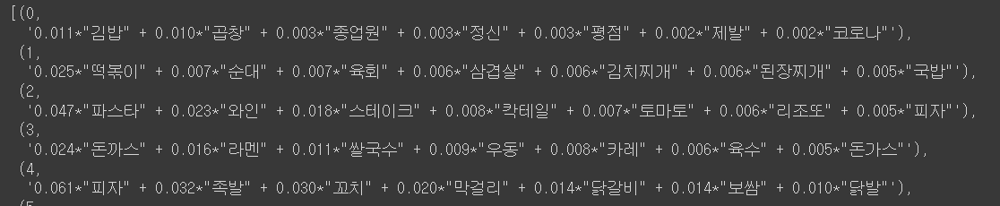 [(0,
'0.011*"김밥" + 0.010*"곱창" + 0.003*"종업원" + 0.003*"정신" + 0.003*"평점" + 0.002*"제발" + 0.002*"코로나"'),
(1,
'0.025*"떡볶이" + 0.007*"순대" + 0.007*"육회" + 0.006*"삼겹살" + 0.006*"김치찌개" + 0.006*"된장찌개" + 0.005*"국밥"'),
(2,
'0.047*"파스타" + 0.023*"와인" + 0.018*"스테이크" + 0.008*"칵테일" + 0.007*"토마토" + 0.006*"리조또" + 0.005*"피자"'),
(3,
'0.024*"돈까스" + 0.016*"라멘" + 0.011*"쌀국수" + 0.009*"우동" + 0.008*"카레" + 0.006*"육수" + 0.005*"돈가스"'),
(4,
'0.061*"피자" + 0.032*"족발" + 0.030*"꼬치" + 0.020*"막걸리" + 0.014*"닭갈비" + 0.014*"보쌈" + 0.010*"닭발"'),
(5